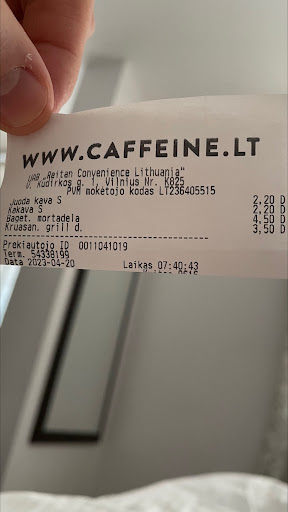 WWW.CAFFEINE.LT
UAB „Reitan Convenience Lithuania"
V. Kudirkos g. 1, Vilnius Nr. K025
PVM mokėtojo kodas LT236405515
Juoda kava S 2,20 D
Kakava S 2,20 D
Baget. mortadela 4,50 D
Kruasan. grill d. 3,50 D
Prekiautojo ID 0011041019
Term. 54338199
Data 2023-04-20 Laikas 07:40:43